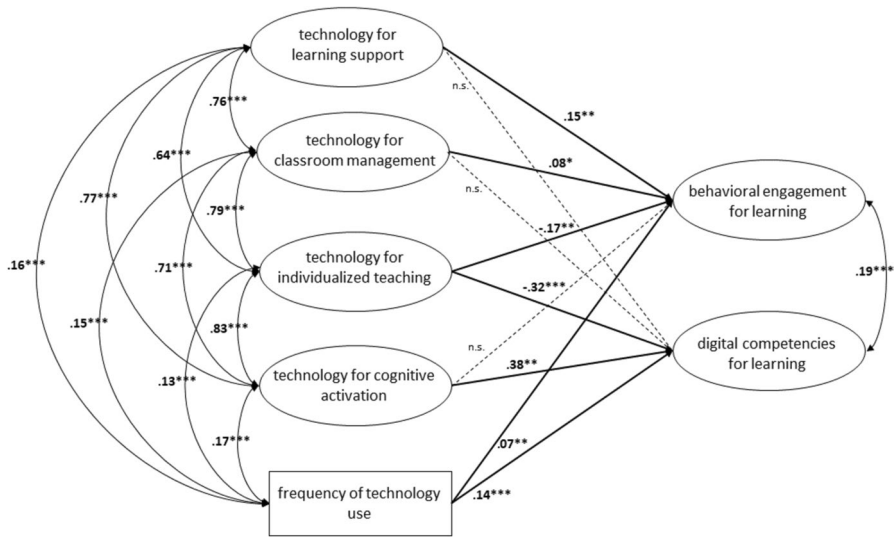 technology for
learning support
n.s.
.76***
.15**
technology for
classroom management
.08*
.64***
n.s.
.77***
.79***
behavioral engagement
for learning
-.17**
technology for
individualized teaching
.16***
.71***
.19***
-.32***
.15***
.83***
n.s.
digital competencies
for learning
.38**
technology for cognitive
activation
.13***
.17***
.07**
frequency of technology
use
.14***